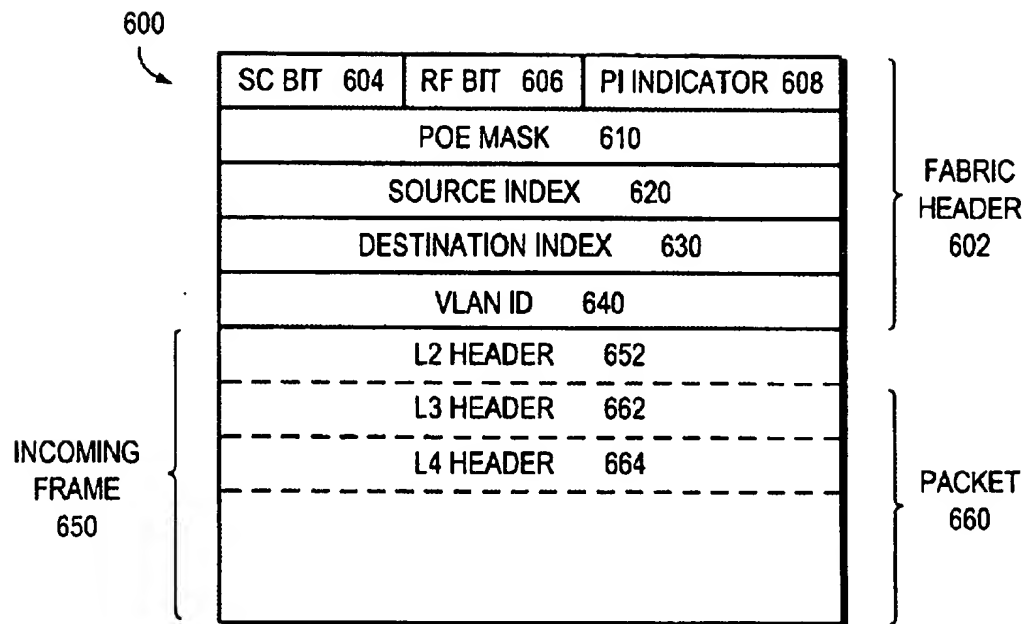 600
SC BIT 604 RF BIT 606 PI INDICATOR 608
POE MASK 610
SOURCE INDEX 620
DESTINATION INDEX 630
VLAN ID 640
FABRIC
HEADER
602
L2 HEADER 652
L3 HEADER 662
L4 HEADER 664
INCOMING
FRAME
650
PACKET
660